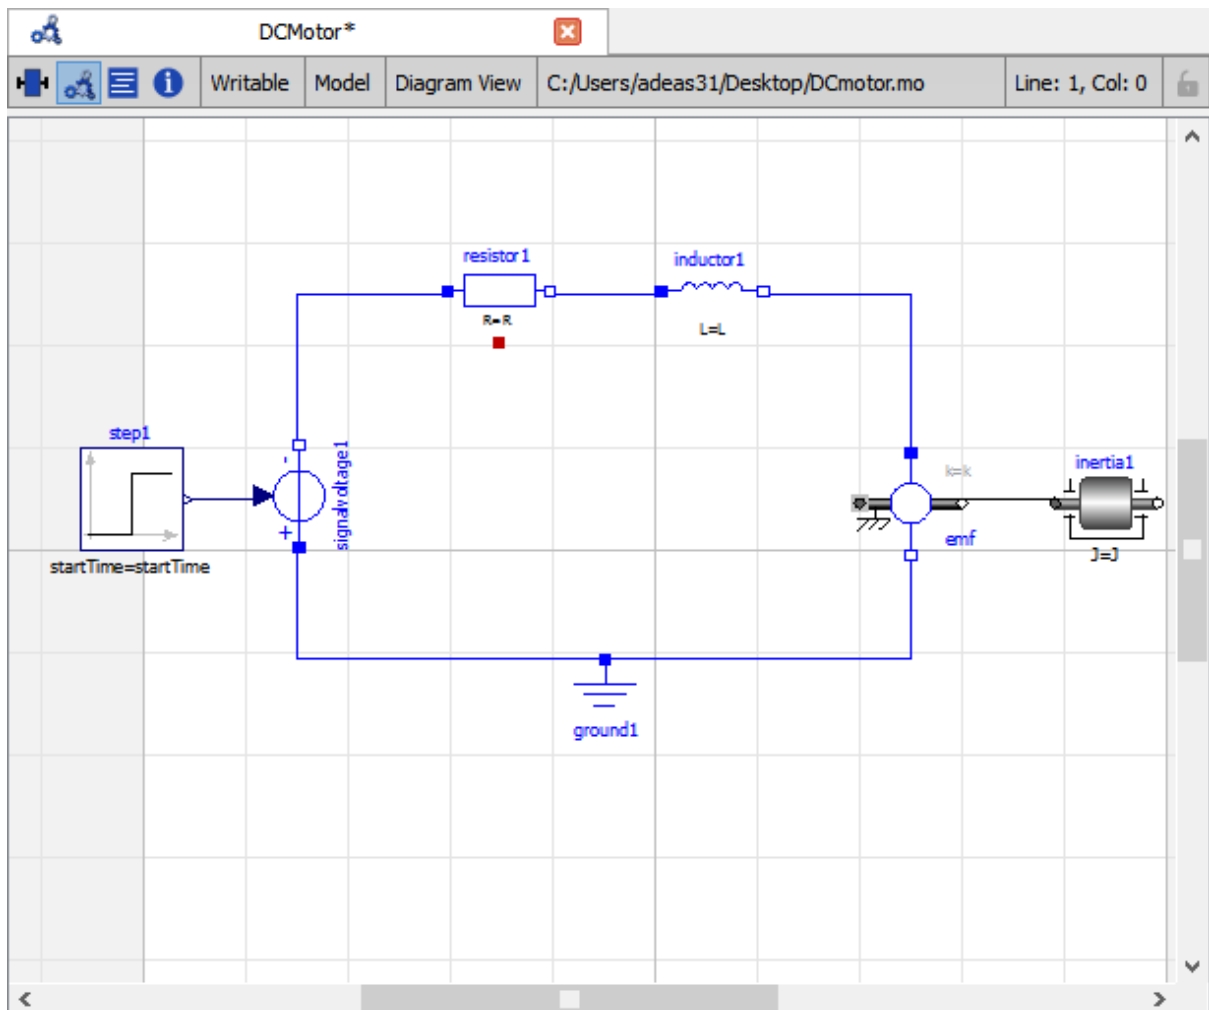 DCMotor*
Writable
Model
Diagram View
C:/Users/adeas31/Desktop/DCmotor.mo
Line: 1, Col: 0
resistor1
R=R
inductor1
L=L
step1
startTime=startTime
-
signalvoltage1
+
k=k
emf
inertia1
J=J
ground1